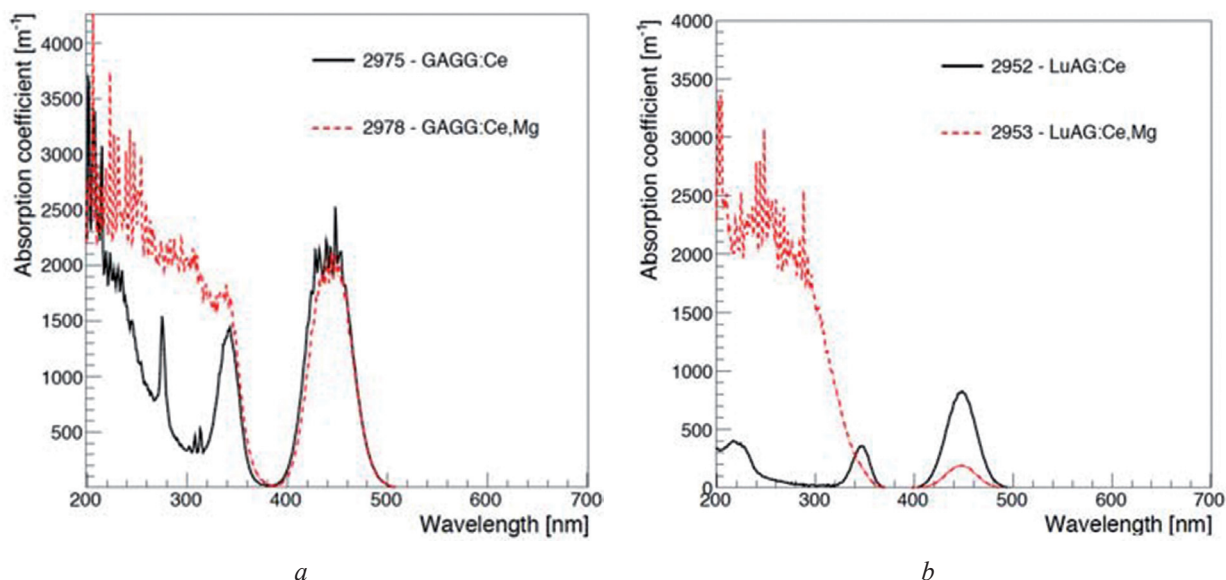 Absorption coefficient [m-1]
4000
3500
3000
2500
2000
1500
1000
500
2975 - GAGG:Ce
2978 - GAGG:Ce,Mg
200 300 400 500 600 700
Wavelength [nm]
a
Absorption coefficient [m-1]
4000
3500
3000
2500
2000
1500
1000
500
0
2952 - LuAG:Ce
2953 - LuAG:Ce,Mg
200 300 400 500 600 700
Wavelength [nm]
b